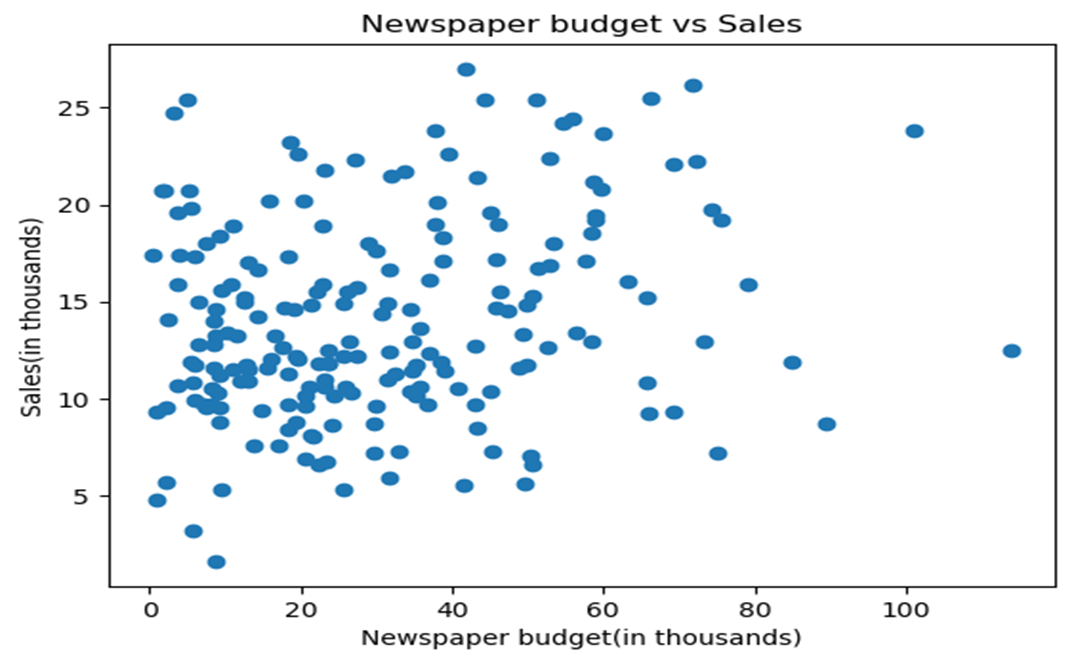 Newspaper budget vs Sales
Sales(in thousands)
25
20
15
10
5
0 20 40 60 80 100
Newspaper budget(in thousands)